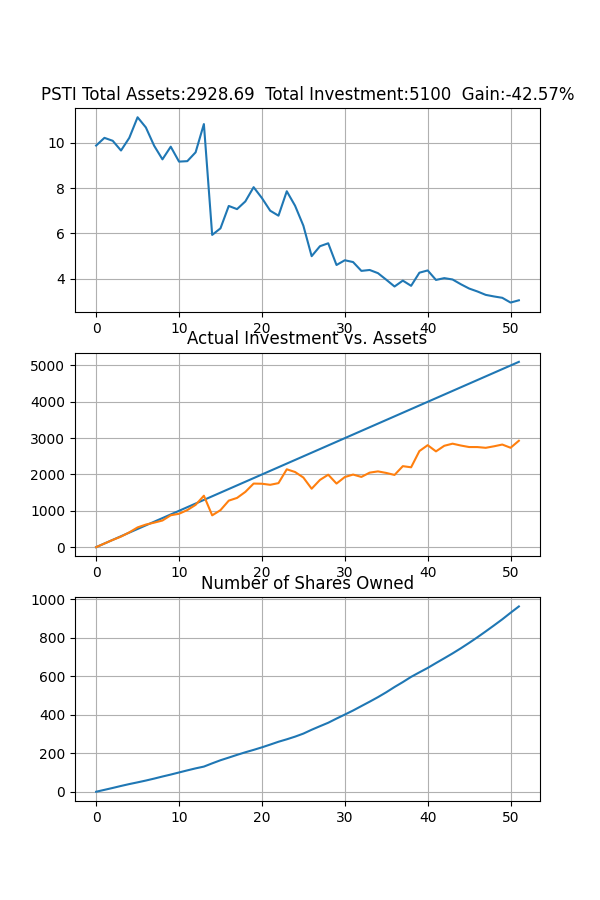 PSTI Total Assets:2928.69  Total Investment:5100  Gain:-42.57%
10
8
6
4
0 10 20 30 40 50
Actual Investment vs. Assets
5000
4000
3000
2000
1000
0
0 10 20 30 40 50
Number of Shares Owned
1000
800
600
400
200
0
0 10 20 30 40 50